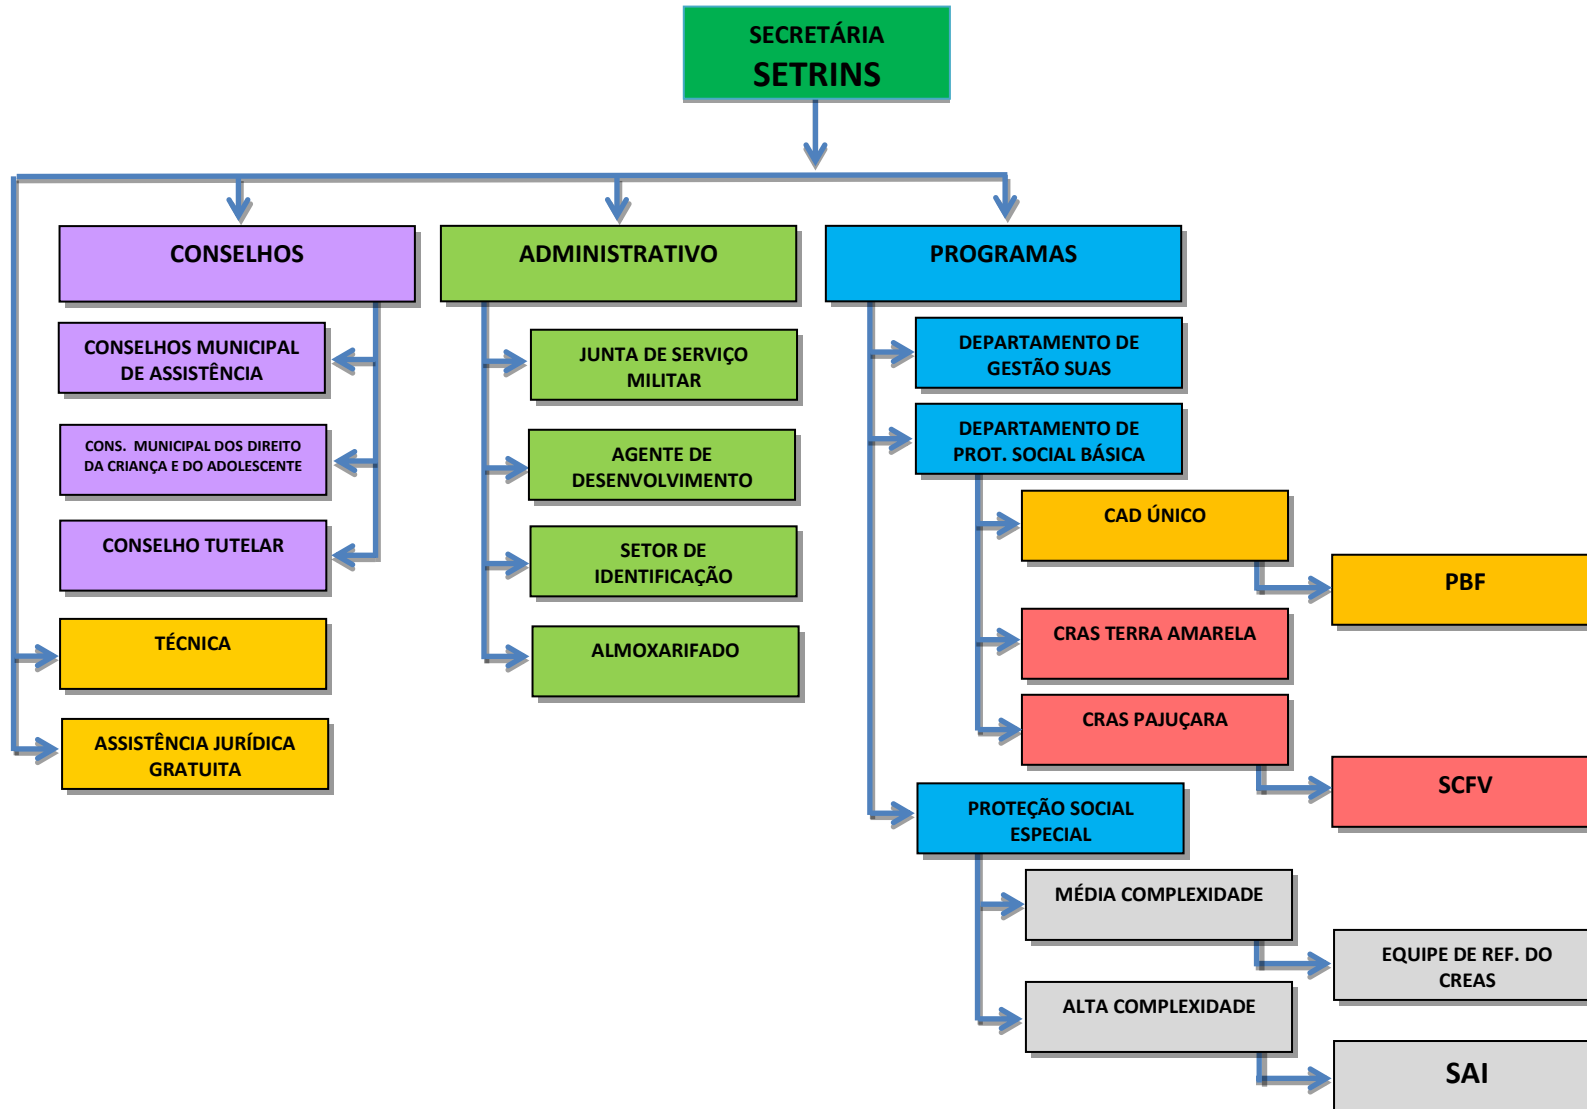 SECRETÁRIA
SETRINS
CONSELHOS
CONSELHOS MUNICIPAL
DE ASSISTÊNCIA
CONS. MUNICIPAL DOS DIREITO
DA CRIANÇA E DO ADOLESCENTE
CONSELHO TUTELAR
TÉCNICA
ASSISTÊNCIA JURÍDICA
GRATUITA
ADMINISTRATIVO
JUNTA DE SERVIÇO
MILITAR
AGENTE DE
DESENVOLVIMENTO
SETOR DE
IDENTIFICAÇÃO
ALMOXARIFADO
PROGRAMAS
DEPARTAMENTO DE
GESTÃO SUAS
DEPARTAMENTO DE
PROT. SOCIAL BÁSICA
CAD ÚNICO
PBF
CRAS TERRA AMARELA
CRAS PAJUÇARA
SCFV
PROTEÇÃO SOCIAL
ESPECIAL
MÉDIA COMPLEXIDADE
EQUIPE DE REF. DO
CREAS
ALTA COMPLEXIDADE
SAI